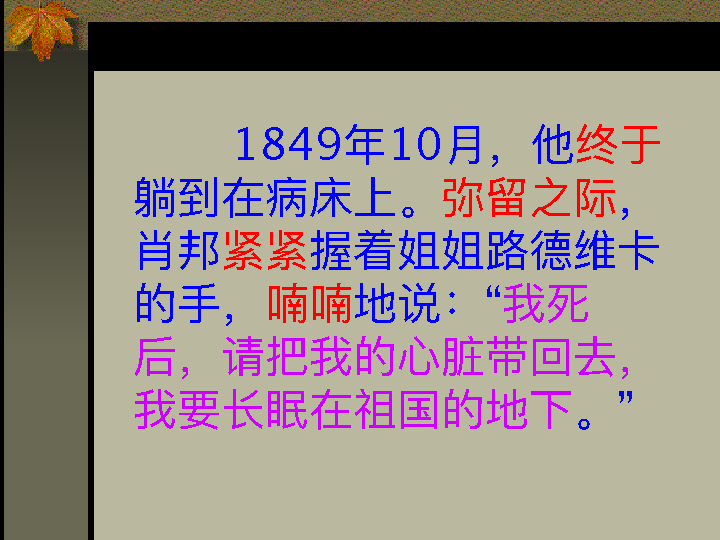 1849年10月，他终于
躺到在病床上。弥留之际，
肖邦紧紧握着姐姐路德维卡
的手，喃喃地说：“我死
后，请把我的心脏带回去，
我要长眠在祖国的地下。”